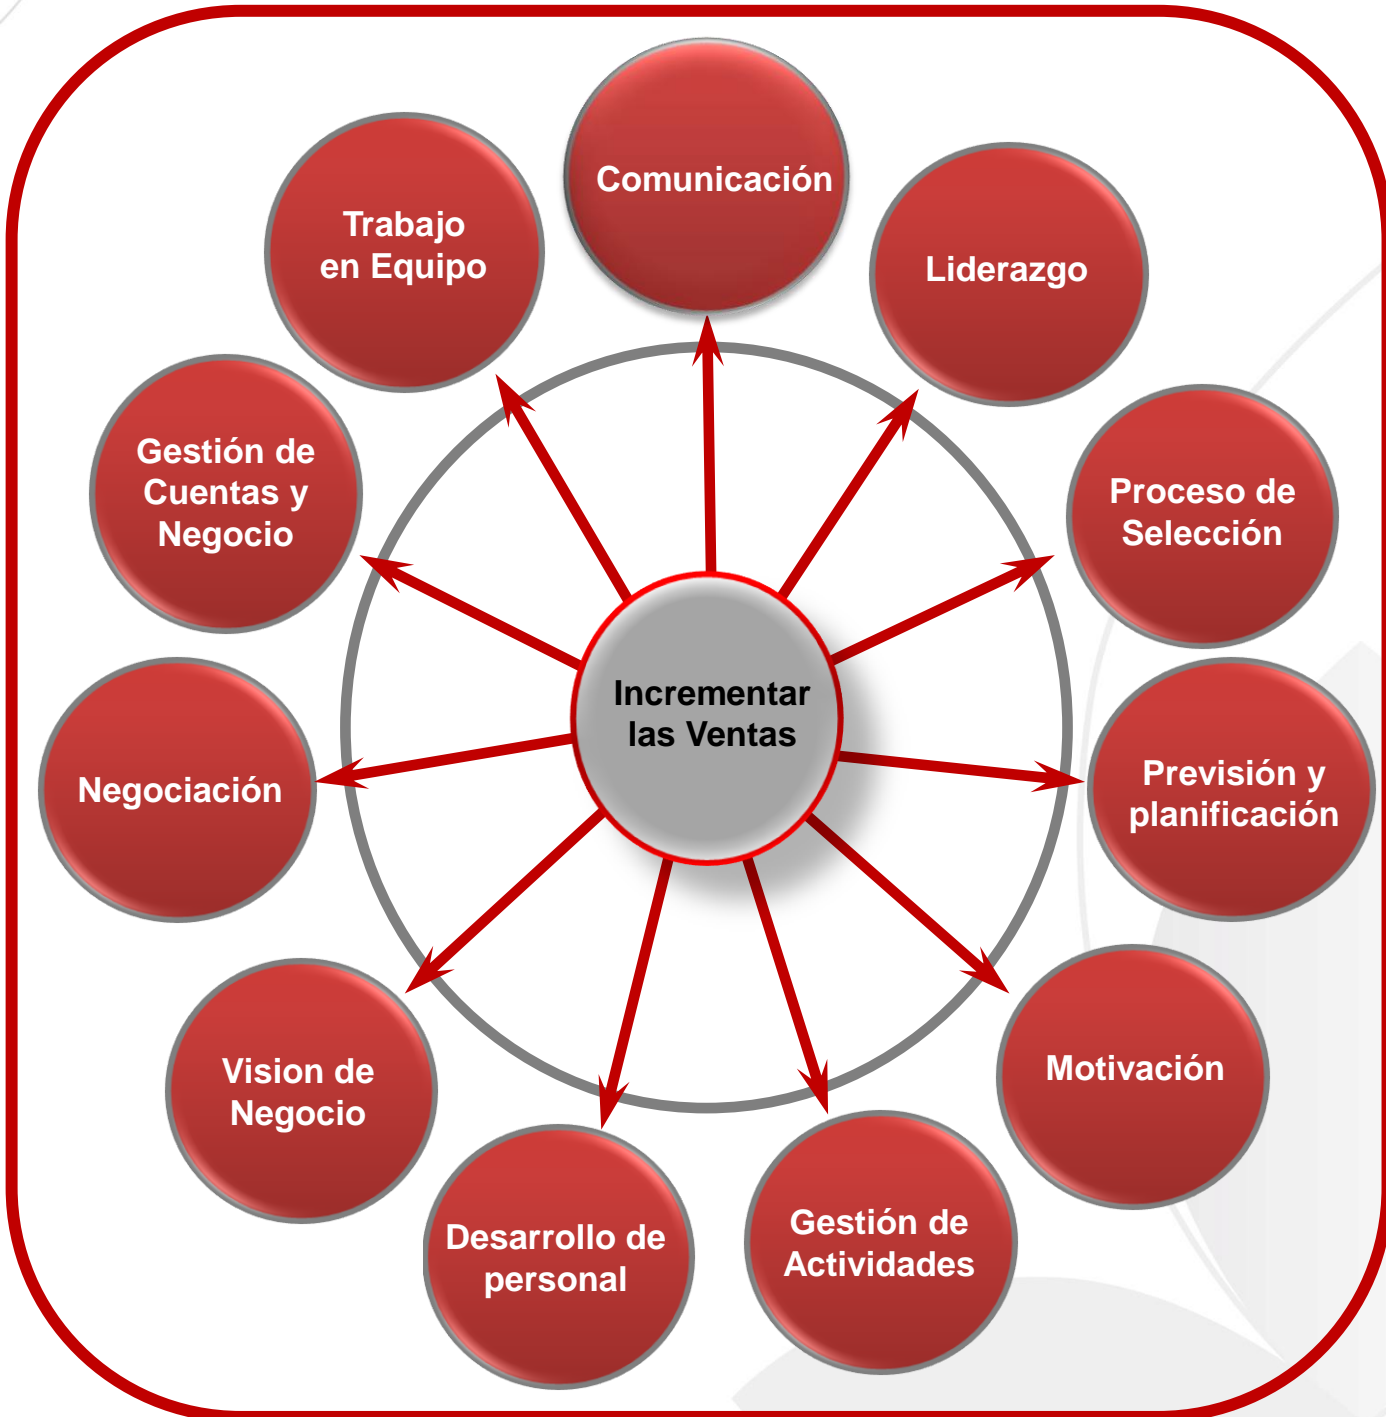 Comunicación
Trabajo
en Equipo
Liderazgo
Gestión de
Cuentas y
Negocio
Proceso de
Selección
Incrementar
las Ventas
Negociación
Previsión y
planificación
Vision de
Negocio
Motivación
Desarrollo de
personal
Gestión de
Actividades